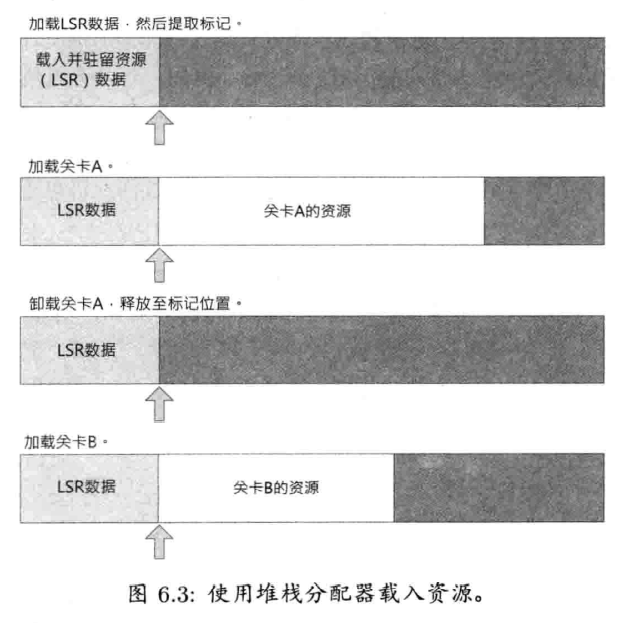 加载LSR数据，然后提取标记。
载入并驻留资源
（LSR）数据
加载关卡A。
LSR数据
关卡A的资源
卸载关卡A，释放至标记位置。
LSR数据
加载关卡B。
LSR数据
关卡B的资源
图 6.3: 使用堆栈分配器载入资源。